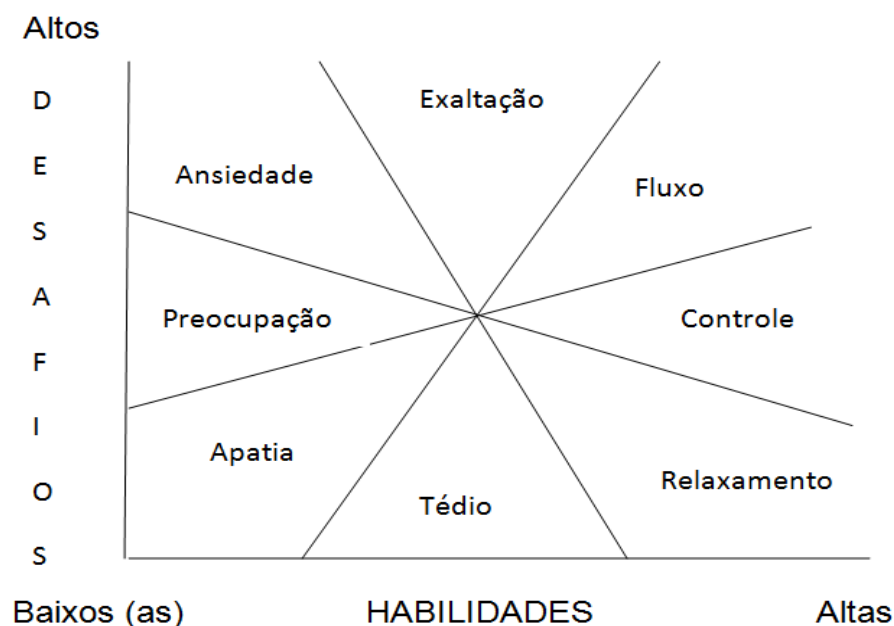 Altos
D
E
S
A
F
I
O
S
Exaltação
Ansiedade
Fluxo
Preocupação
Controle
Apatia
Relaxamento
Tédio
Baixos (as) HABILIDADES Altas